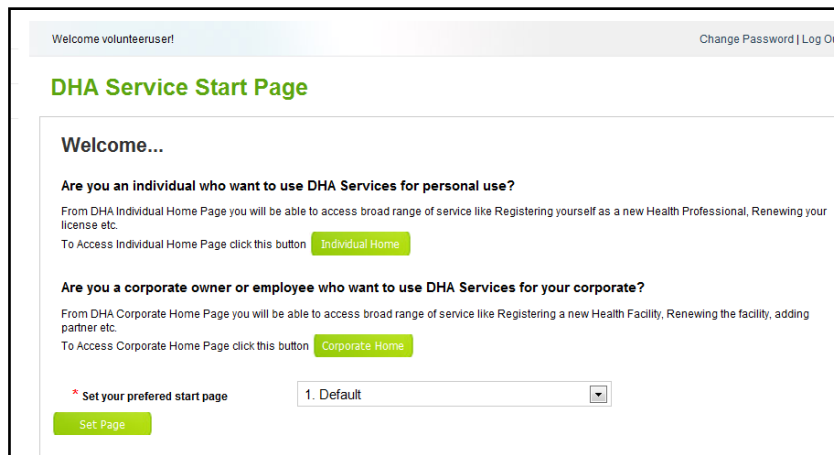 Welcome volunteeruser!
Change Password | Log
DHA Service Start Page
Welcome...
Are you an individual who want to use DHA Services for personal use?
From DHA Individual Home Page you will be able to access broad range of service like Registering yourself as a new Health Professional, Renewing your
license etc.
To Access Individual Home Page click this button Individual Home
Are you a corporate owner or employee who want to use DHA Services for your corporate?
From DHA Corporate Home Page you will be able to access broad range of service like Registering a new Health Facility, Renewing the facility, adding
partner etc.
To Access Corporate Home Page click this button Corporate Home
* Set your prefered start page 1. Default
Set Page